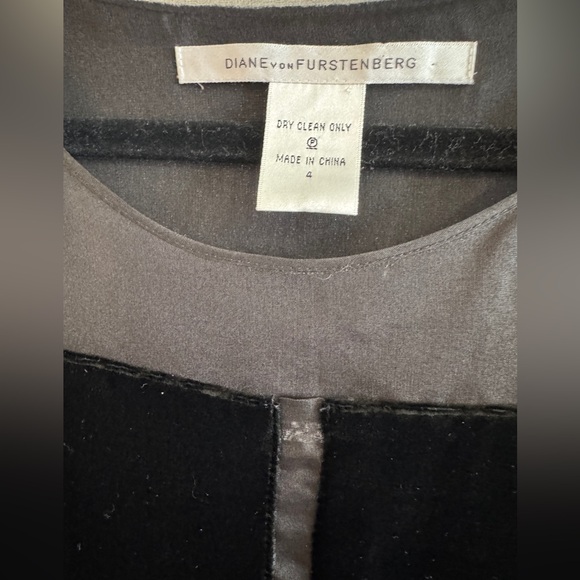 DIANE VON FURSTENBERG
DRY CLEAN ONLY
Ⓟ
MADE IN CHINA
4